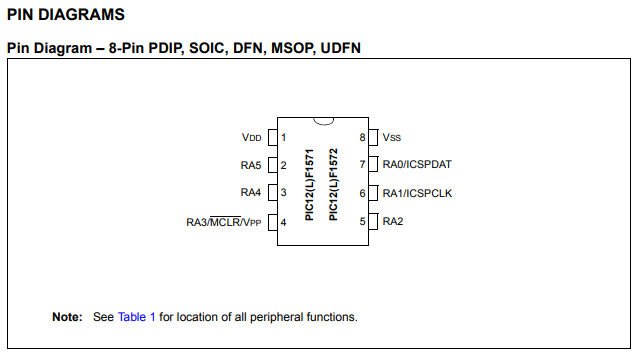 PIN DIAGRAMS
Pin Diagram – 8-Pin PDIP, SOIC, DFN, MSOP, UDFN
VDD 1 8 VSS
RA5 2 7 RA0/ICSPDAT
RA4 3 6 RA1/ICSPCLK
RA3/MCLR/VPP 4 5 RA2
PIC12(L)F1571
PIC12(L)F1572
Note: See Table 1 for location of all peripheral functions.